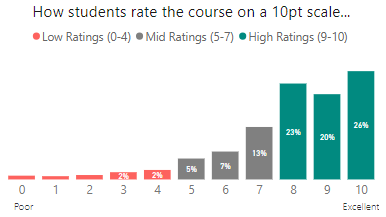 How students rate the course on a 10pt scale...
Low Ratings (0-4) Mid Ratings (5-7) High Ratings (9-10)
2% 2% 5% 7% 13% 23% 20% 26%
0 1 2 3 4 5 6 7 8 9 10
Poor Excellent